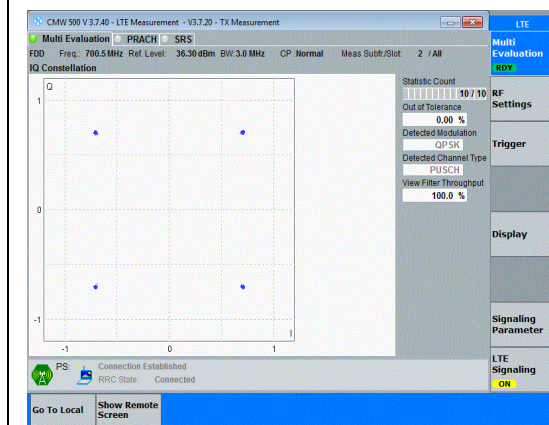 CMW 500 V 3.7.40 - LTE Measurement - V3.7.20 - TX Measurement
LTE
Multi Evaluation PRACH SRS
Multi Evaluation
RDY
FDD Freq.: 700.5 MHz Ref. Level: 36.30 dBm BW: 3.0 MHz CP :Normal Meas Subfr./Slot: 2 / All
IQ Constellation
Q
1
0
-1
-1 0 1
I
Statistic Count
10 / 10
Out of Tolerance
0.00 %
Detected Modulation
QPSK
Detected Channel Type
PUSCH
View Filter Throughput
100.0 %
RF
Settings
Trigger
Display
Signaling
Parameter
LTE
Signaling
ON
PS: Connection Established
RRC State: Connected
Go To Local
Show Remote
Screen